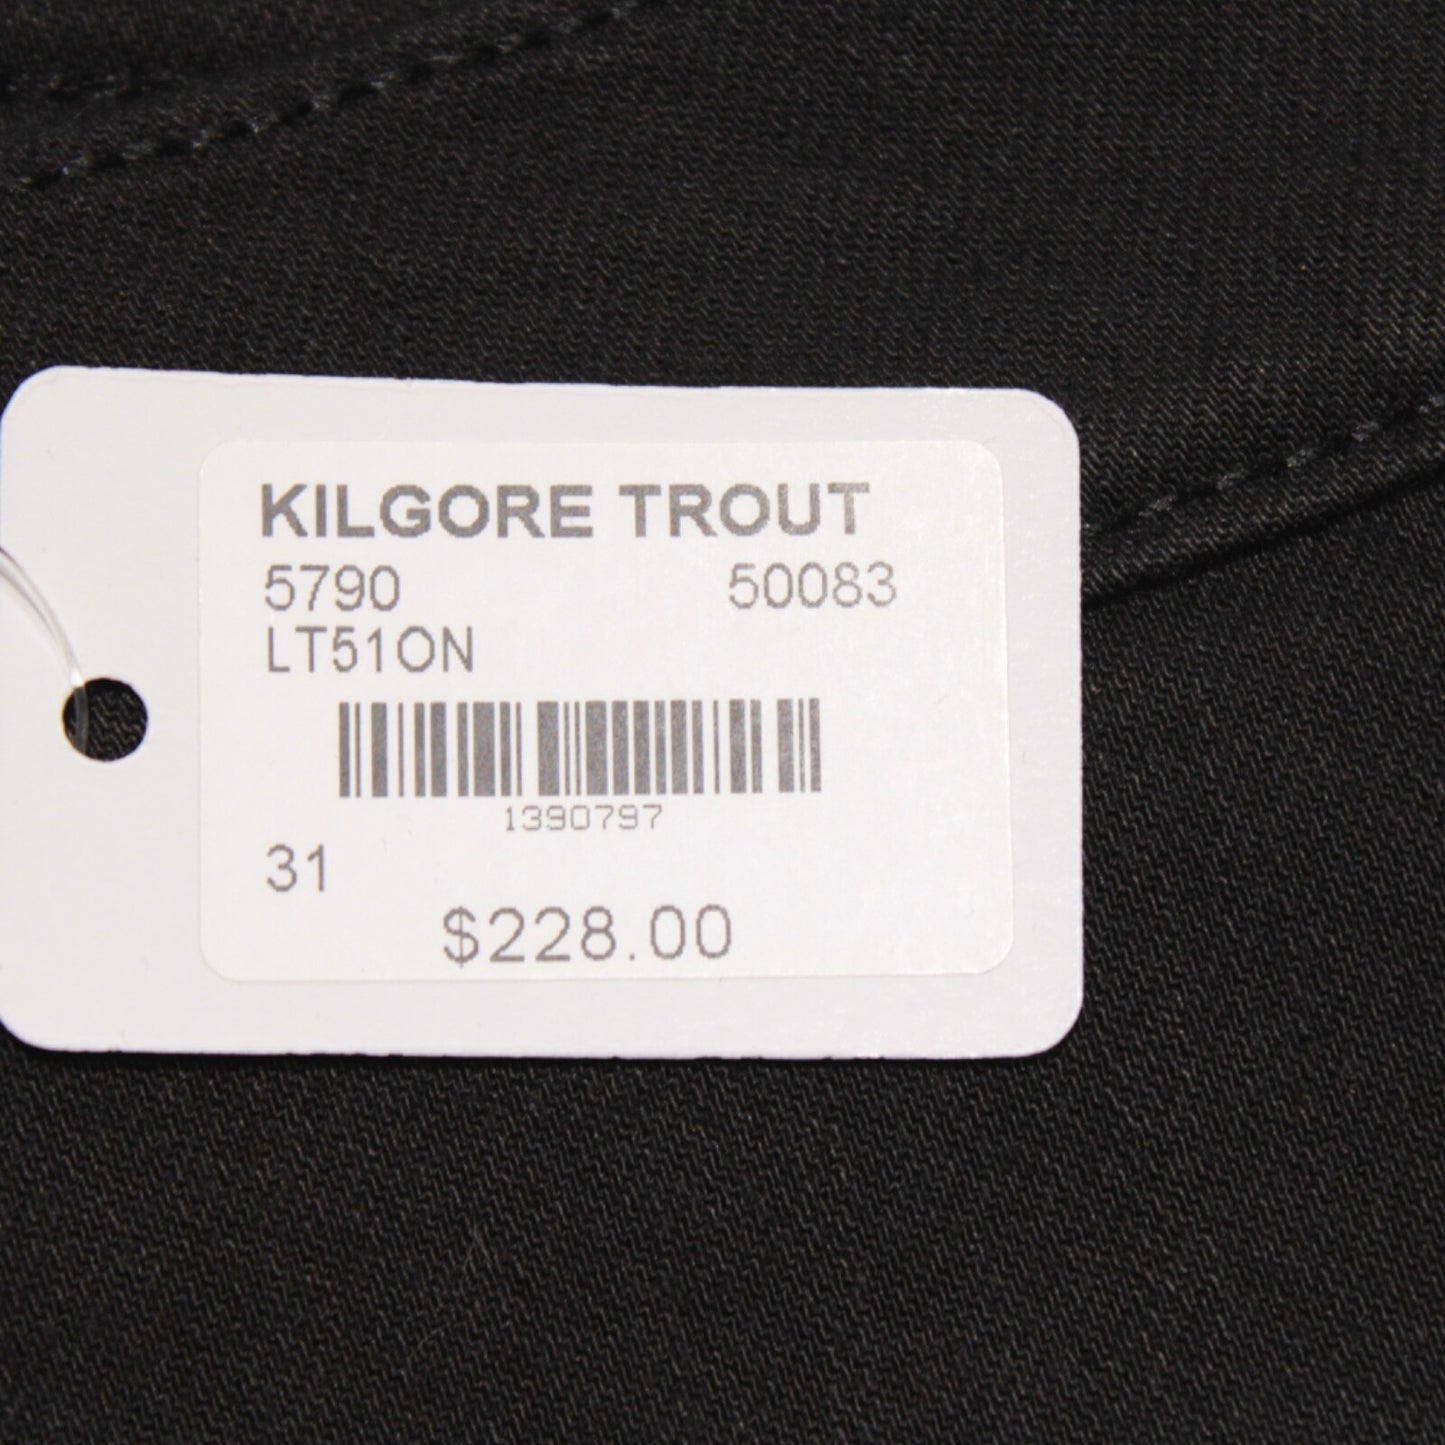 KILGORE TROUT
5790 50083
LT51ON
1390797
31
$228.00